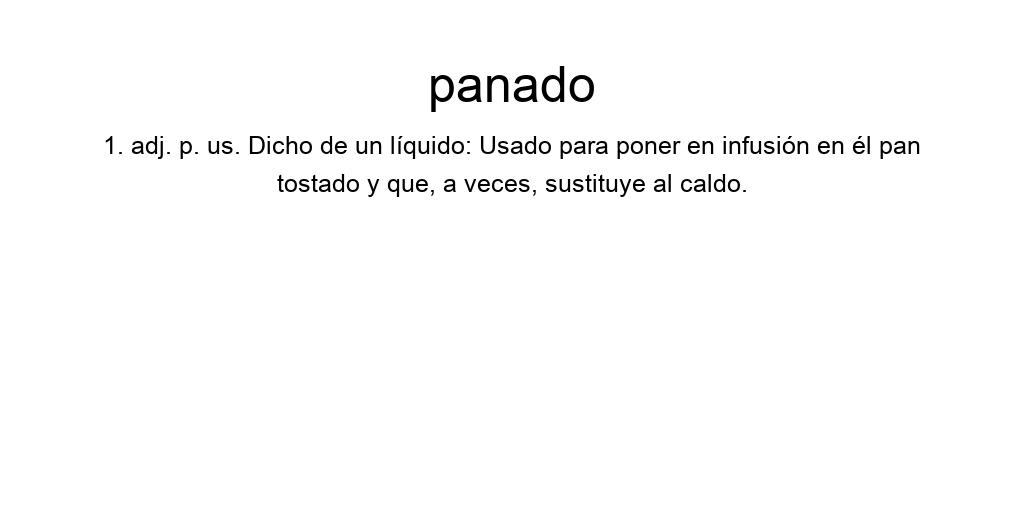 panado
1. adj. p. us. Dicho de un líquido: Usado para poner en infusión en él pan
tostado y que, a veces, sustituye al caldo.